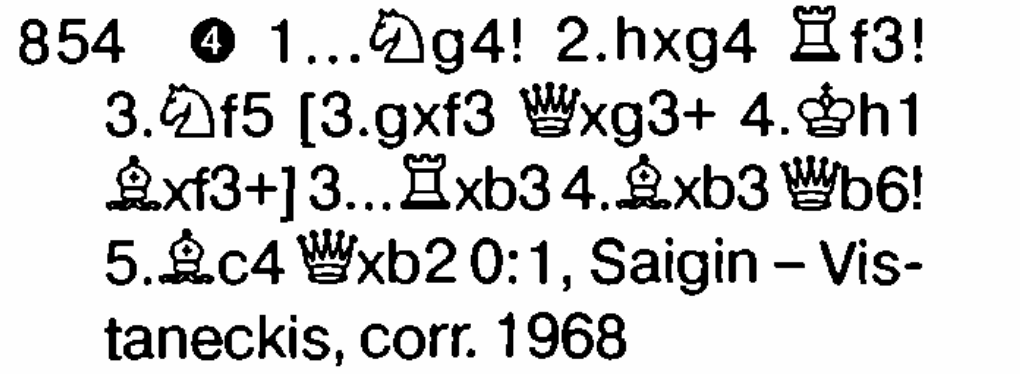 854 ❹ 1...♘g4! 2.hxg4 ♖f3!
3.♘f5 [3.gxf3 ♕xg3+ 4.♔h1
♗xf3+] 3...♖xb3 4.♗xb3 ♕b6!
5.♗c4 ♕xb2 0:1, Saigin – Vis-
taneckis, corr. 1968